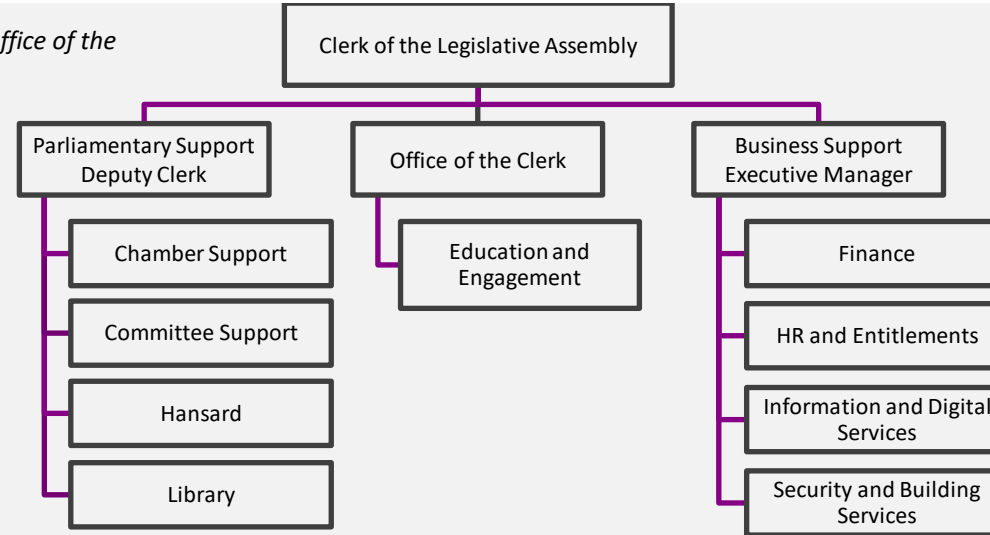 ffice of the
Clerk of the Legislative Assembly
Parliamentary Support
Deputy Clerk
Office of the Clerk
Business Support
Executive Manager
Chamber Support
Committee Support
Hansard
Library
Education and
Engagement
Finance
HR and Entitlements
Information and Digital
Services
Security and Building
Services